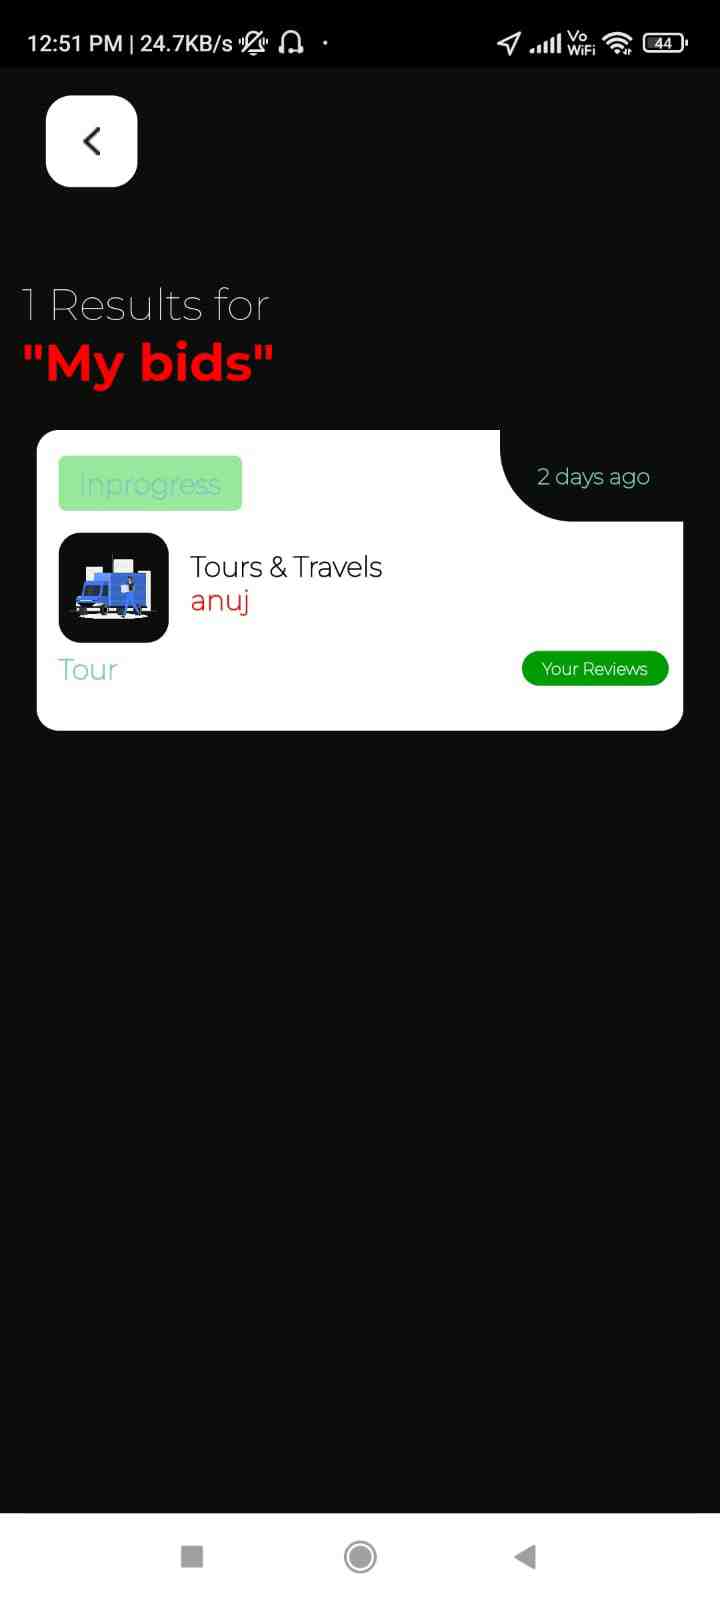 12:51 PM | 24.7KB/s
Vo
WiFi
44
1 Results for
"My bids"
Inprogress
2 days ago
Tours & Travels
anuj
Tour
Your Reviews